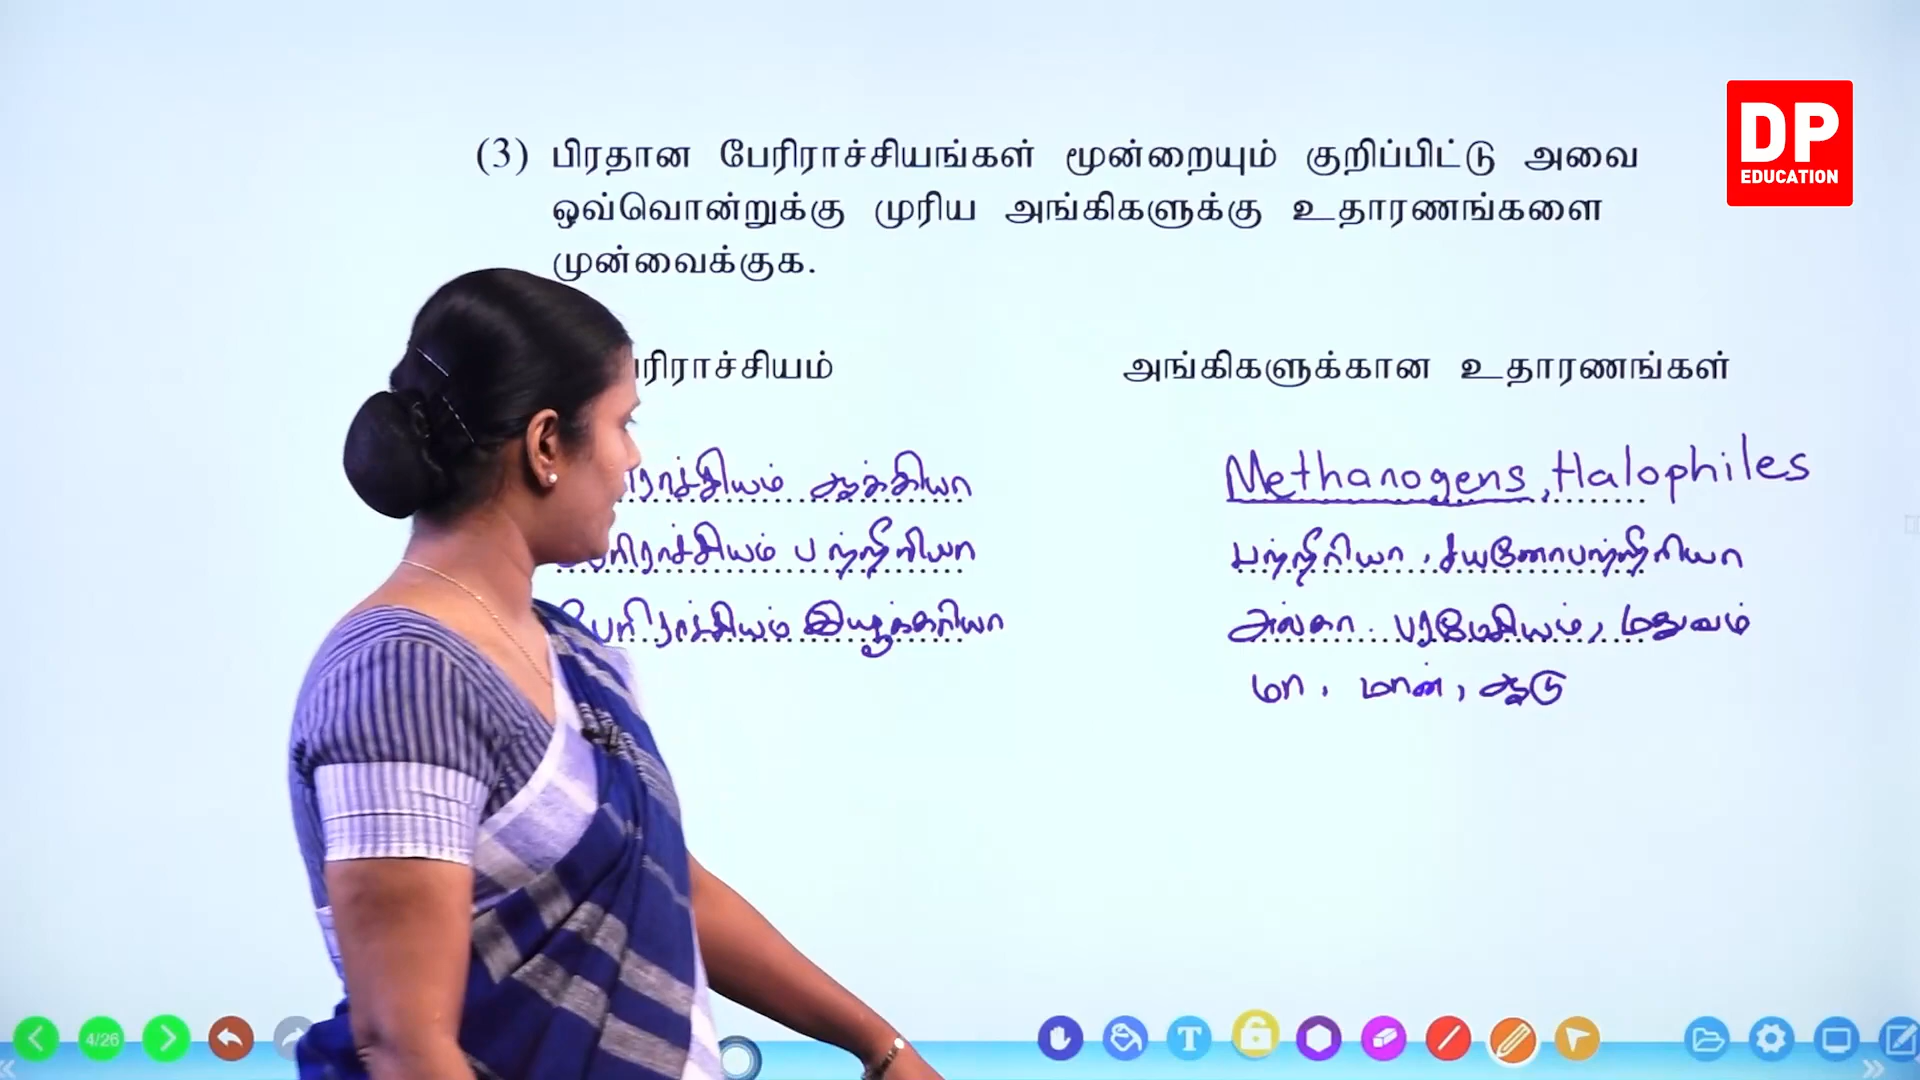 DP
EDUCATION
(3) பிரதான பேரிராச்சியங்கள் மூன்றையும் குறிப்பிட்டு அவை
ஒவ்வொன்றுக்கு முரிய அங்கிகளுக்கு உதாரணங்களை
முன்வைக்குக.
ரிராச்சியம் அங்கிகளுக்கான உதாரணங்கள்
ராச்சியம் ஆக்கியா Methanogens, Halophiles
பேரிராச்சியம் பற்றீரியா பற்றீரியா, சயனோபற்றீரியா
பேரிராச்சியம் இயூக்கரியா அல்கா, பரமேசியம், மதுவம்
மா, மான், ஆடு
4/26